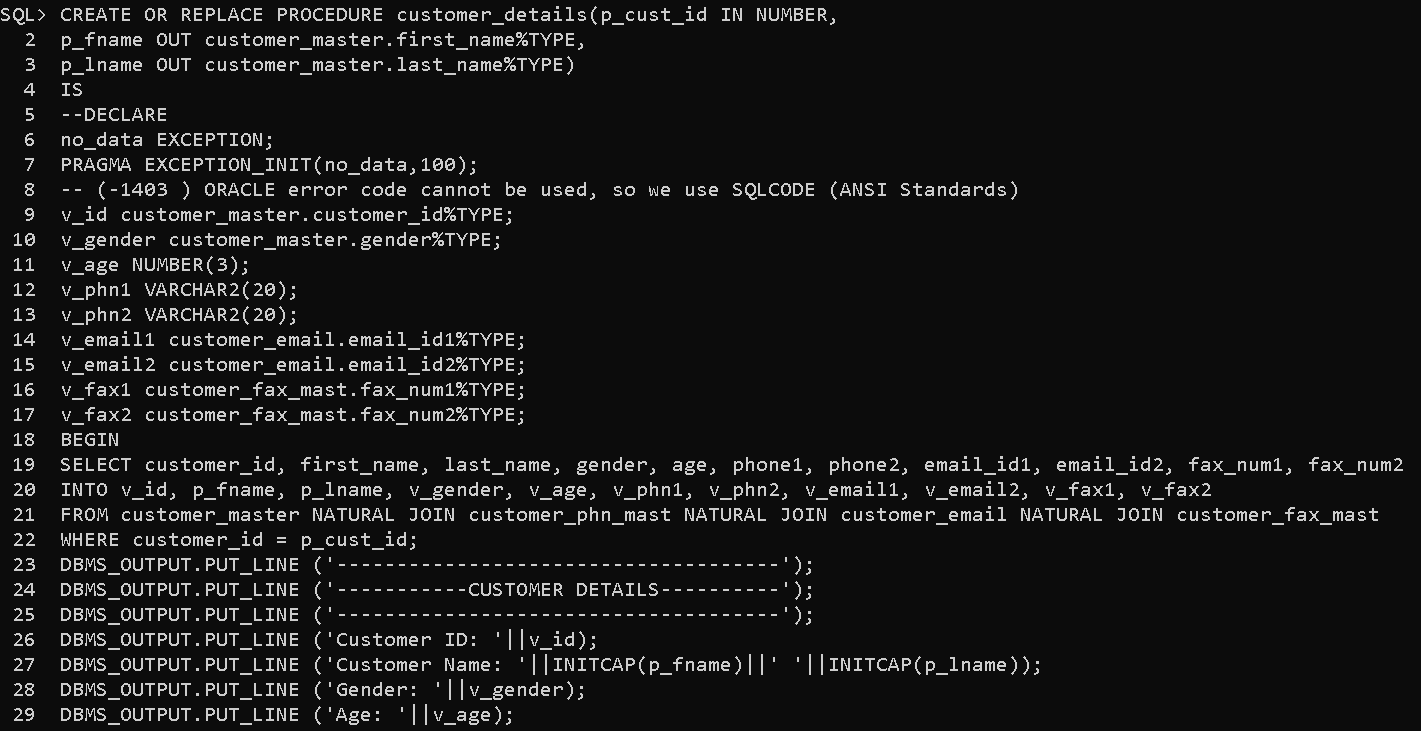 SQL> CREATE OR REPLACE PROCEDURE customer_details(p_cust_id IN NUMBER,
  2  p_fname OUT customer_master.first_name%TYPE,
  3  p_lname OUT customer_master.last_name%TYPE)
  4  IS
  5  --DECLARE
  6  no_data EXCEPTION;
  7  PRAGMA EXCEPTION_INIT(no_data,100);
  8  -- (-1403 ) ORACLE error code cannot be used, so we use SQLCODE (ANSI Standards)
  9  v_id customer_master.customer_id%TYPE;
 10  v_gender customer_master.gender%TYPE;
 11  v_age NUMBER(3);
 12  v_phn1 VARCHAR2(20);
 13  v_phn2 VARCHAR2(20);
 14  v_email1 customer_email.email_id1%TYPE;
 15  v_email2 customer_email.email_id2%TYPE;
 16  v_fax1 customer_fax_mast.fax_num1%TYPE;
 17  v_fax2 customer_fax_mast.fax_num2%TYPE;
 18  BEGIN
 19  SELECT customer_id, first_name, last_name, gender, age, phone1, phone2, email_id1, email_id2, fax_num1, fax_num2
 20  INTO v_id, p_fname, p_lname, v_gender, v_age, v_phn1, v_phn2, v_email1, v_email2, v_fax1, v_fax2
 21  FROM customer_master NATURAL JOIN customer_phn_mast NATURAL JOIN customer_email NATURAL JOIN customer_fax_mast
 22  WHERE customer_id = p_cust_id;
 23  DBMS_OUTPUT.PUT_LINE ('-------------------------------------');
 24  DBMS_OUTPUT.PUT_LINE ('-----------CUSTOMER DETAILS----------');
 25  DBMS_OUTPUT.PUT_LINE ('-------------------------------------');
 26  DBMS_OUTPUT.PUT_LINE ('Customer ID: '||v_id);
 27  DBMS_OUTPUT.PUT_LINE ('Customer Name: '||INITCAP(p_fname)||' '||INITCAP(p_lname));
 28  DBMS_OUTPUT.PUT_LINE ('Gender: '||v_gender);
 29  DBMS_OUTPUT.PUT_LINE ('Age: '||v_age);